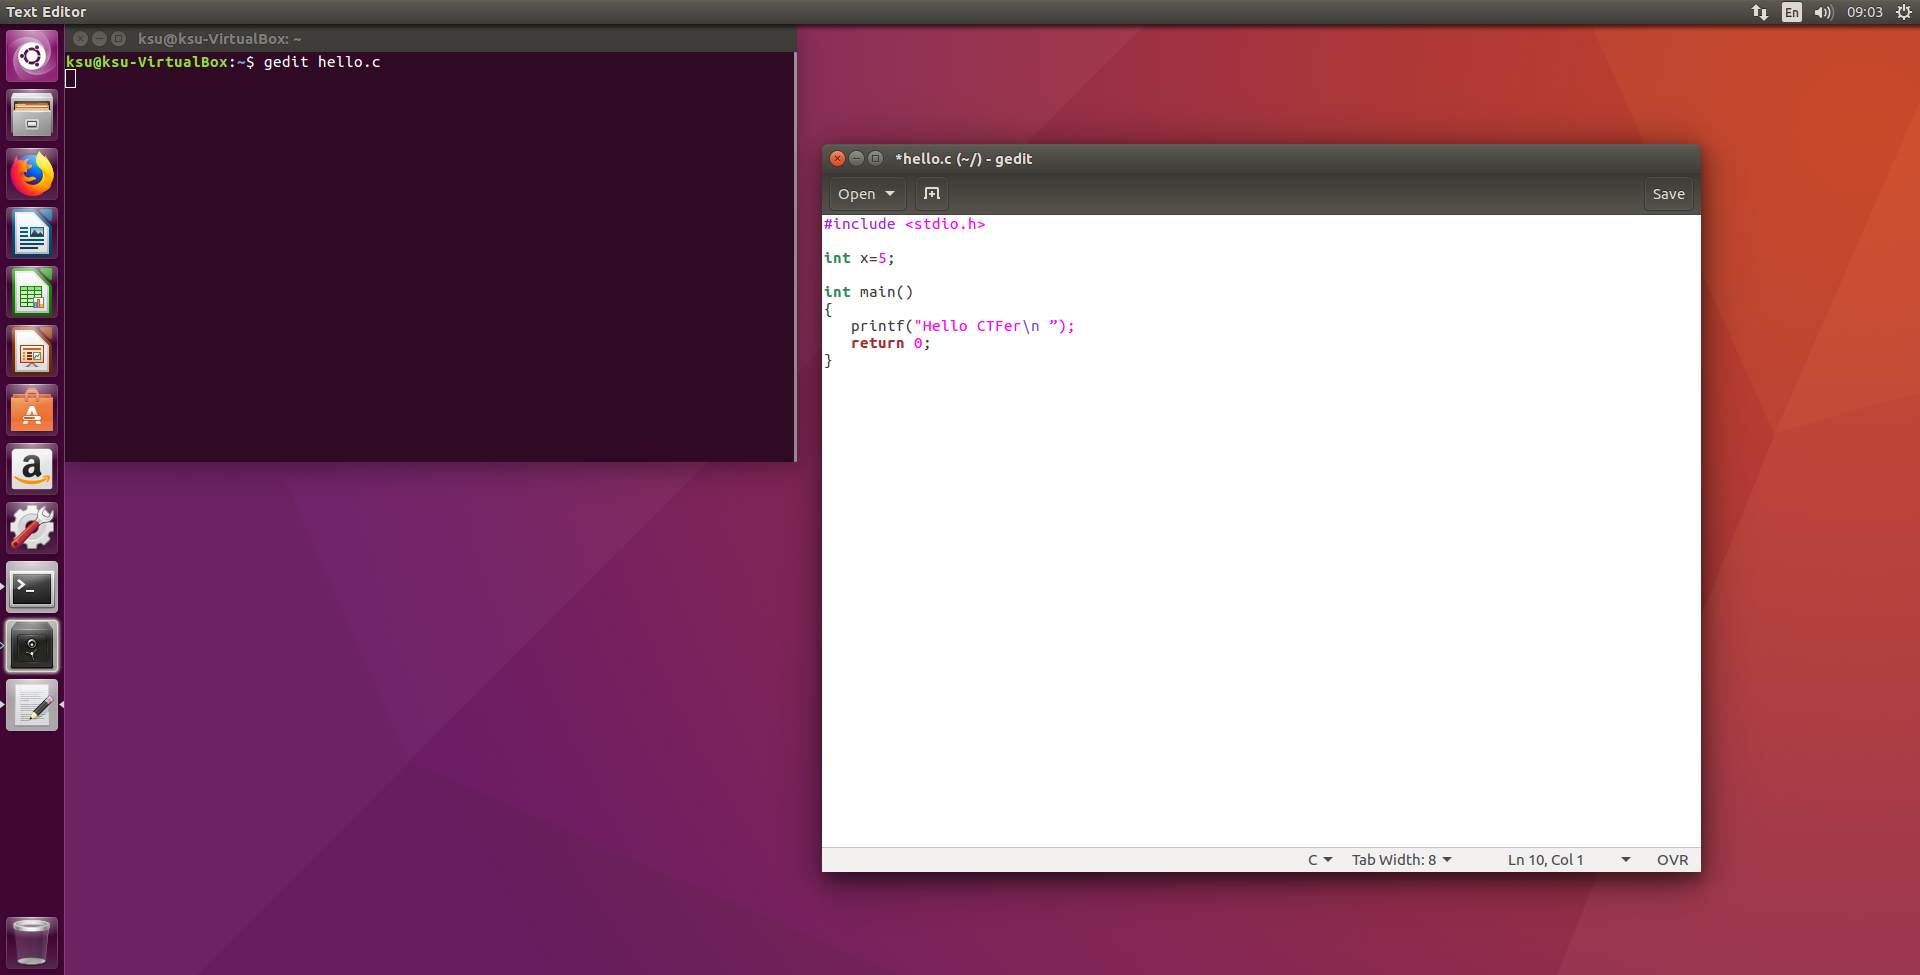 Text Editor
En 09:03
ksu@ksu-VirtualBox: ~
ksu@ksu-VirtualBox:~$ gedit hello.c
*hello.c (~/) - gedit
Open Save
#include <stdio.h>
int x=5;
int main()
{
   printf("Hello CTFer\n ”);
   return 0;
}
C Tab Width: 8 Ln 10, Col 1 OVR